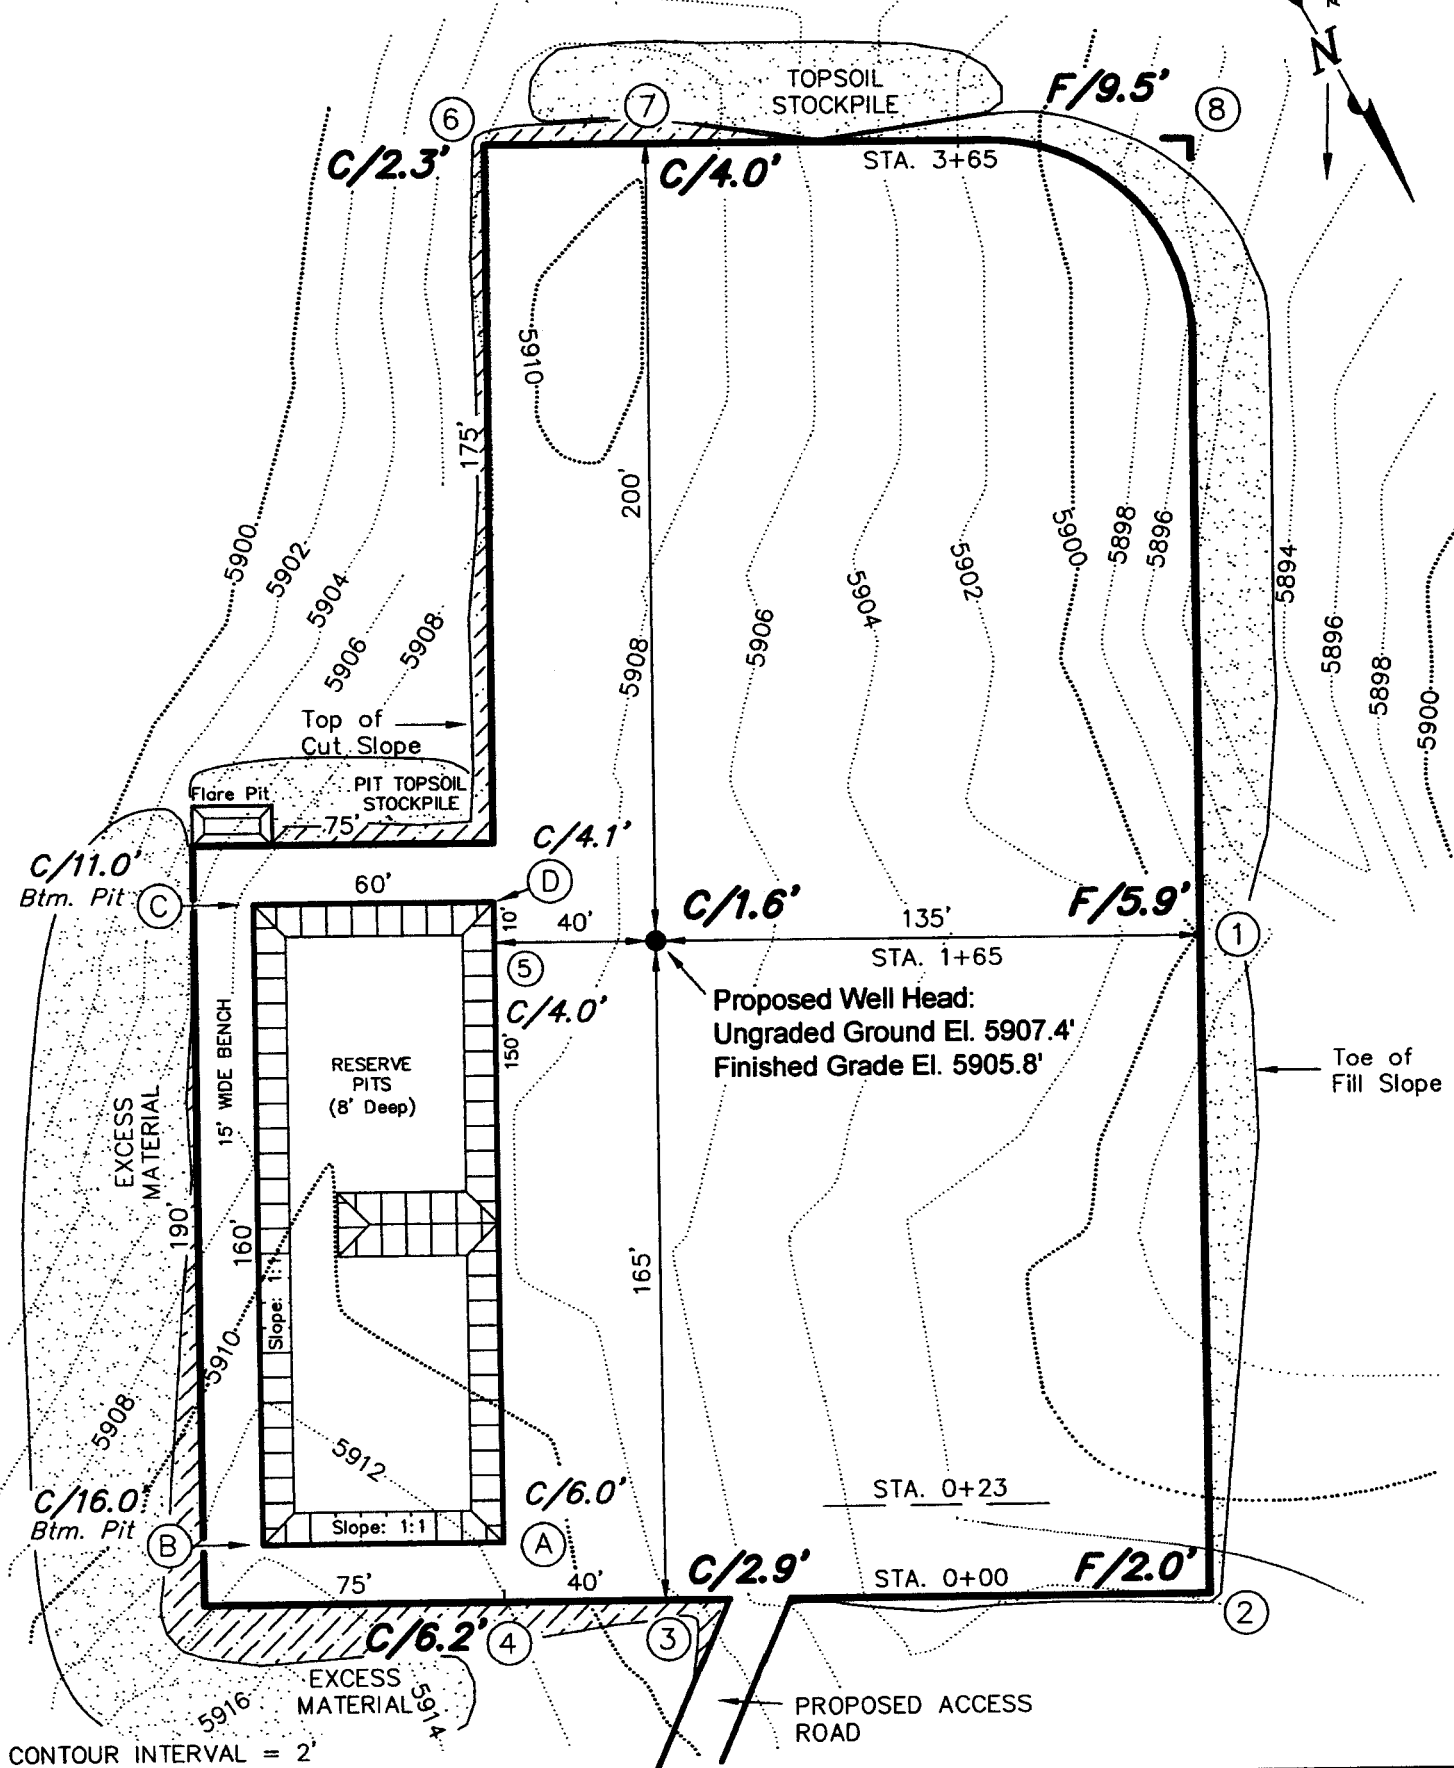 N
TOPSOIL
STOCKPILE
F/9.5'
6
7
8
C/2.3'
C/4.0'
STA. 3+65
5910
175'
200'
5900
5902
5904
5906
5908
5908
5906
5904
5902
5900
5898
5896
5894
5896
5898
5900
Top of
Cut Slope
Flare Pit
PIT TOPSOIL
STOCKPILE
75'
C/4.1'
C/11.0'
Btm. Pit
C
60'
D
10'
40'
C/1.6'
135'
F/5.9'
1
STA. 1+65
5
C/4.0'
Proposed Well Head:
Ungraded Ground El. 5907.4'
Finished Grade El. 5905.8'
15' WIDE BENCH
150'
RESERVE
PITS
(8' Deep)
Toe of
Fill Slope
EXCESS
MATERIAL
190'
160'
Slope: 1:1
165'
5910
5908
5912
C/16.0'
Btm. Pit
B
Slope: 1:1
C/6.0'
A
STA. 0+23
75'
40'
C/2.9'
STA. 0+00
F/2.0'
2
C/6.2'
4
3
EXCESS
MATERIAL
5916
5914
PROPOSED ACCESS
ROAD
CONTOUR INTERVAL = 2'